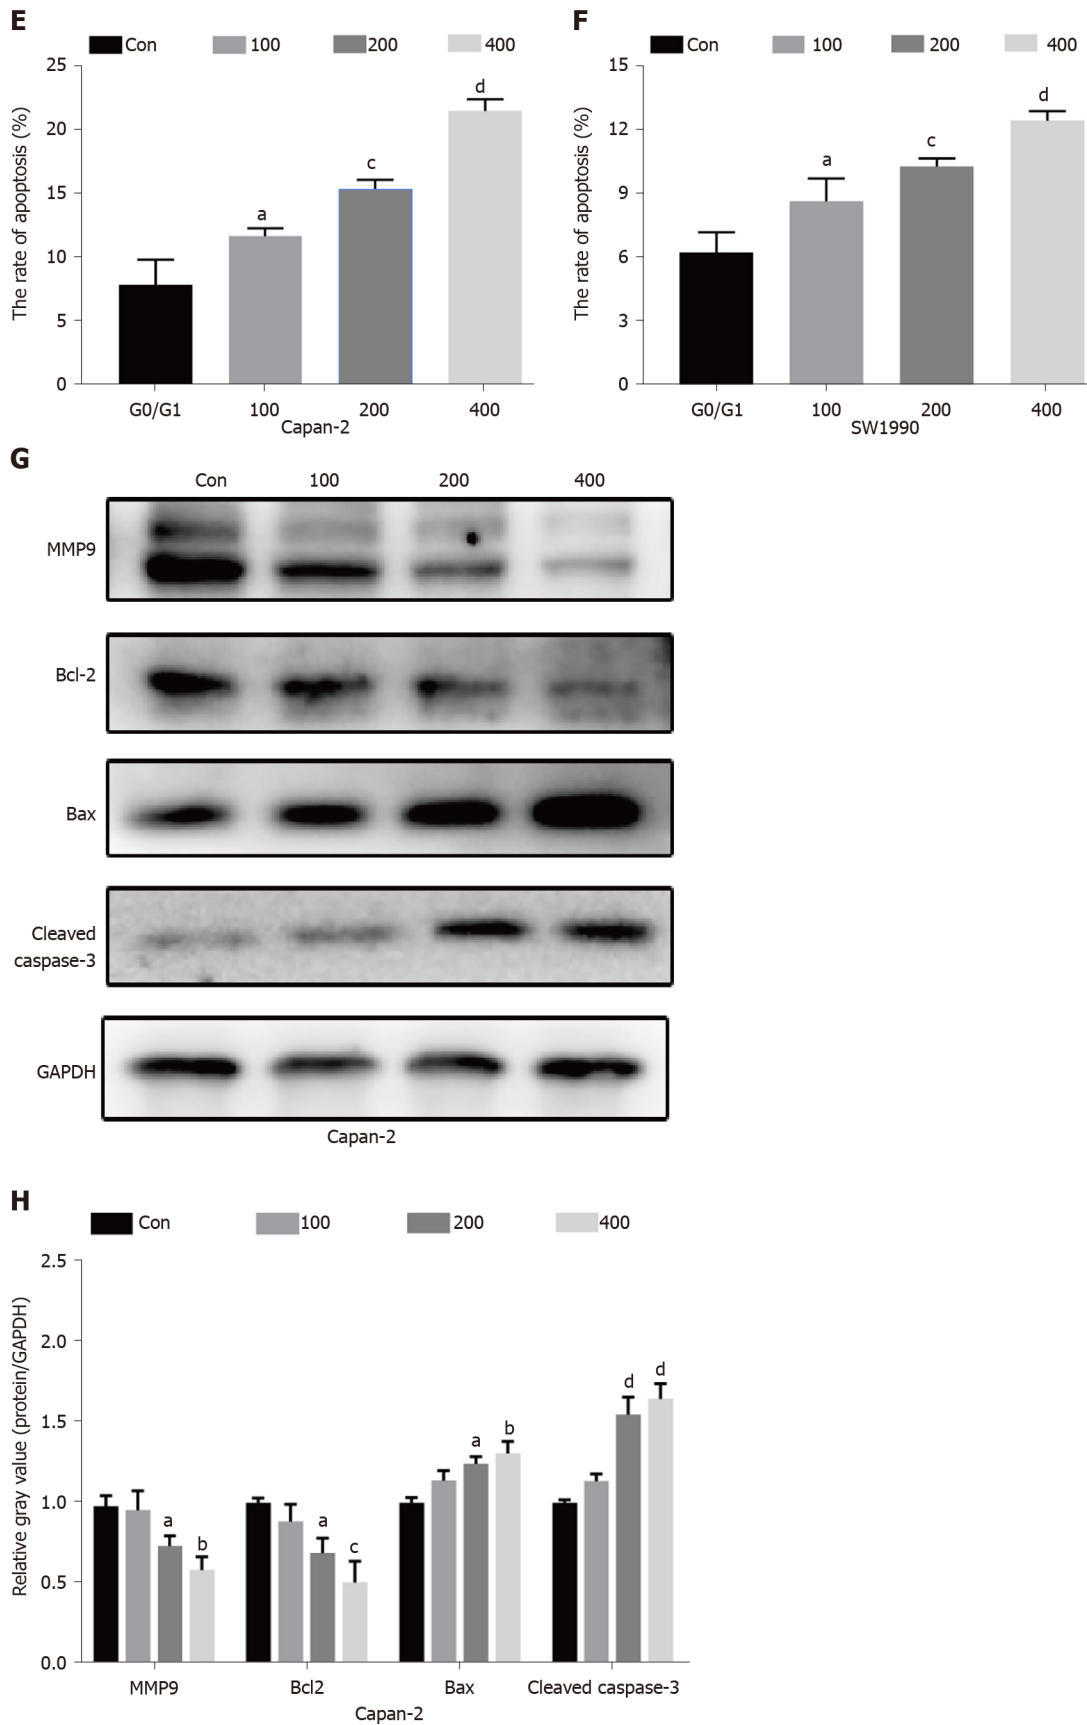 E
Con 100 200 400
25
20
15
10
5
0
The rate of apoptosis (%)
a
c
d
G0/G1 100 200 400
Capan-2
F
Con 100 200 400
15
12
9
6
3
0
The rate of apoptosis (%)
a
c
d
G0/G1 100 200 400
SW1990
G
Con 100 200 400
MMP9
Bcl-2
Bax
Cleaved
caspase-3
GAPDH
Capan-2
H
Con 100 200 400
2.5
2.0
1.5
1.0
0.5
0.0
Relative gray value (protein/GAPDH)
a
b
a
c
a
b
d
d
MMP9 Bcl2 Bax Cleaved caspase-3
Capan-2